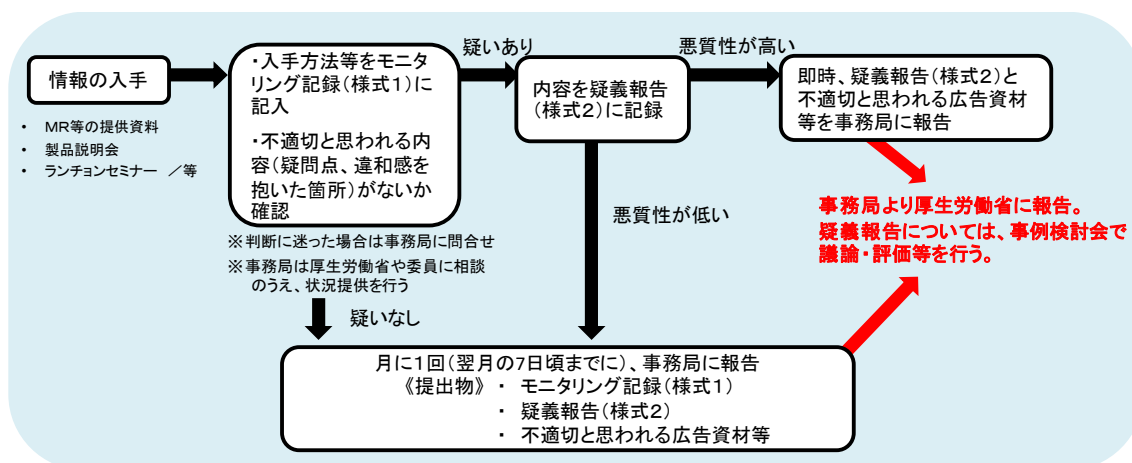 情報の入手
・ MR等の提供資料
・ 製品説明会
・ ランチョンセミナー ／等
・入手方法等をモニタ
リング記録(様式1)に
記入
・不適切と思われる内
容(疑問点、違和感を
抱いた箇所)がないか
確認
※判断に迷った場合は事務局に問合せ
※事務局は厚生労働省や委員に相談
のうえ、状況提供を行う
疑いあり
内容を疑義報告
(様式2)に記録
悪質性が高い
即時、疑義報告(様式2)と
不適切と思われる広告資材
等を事務局に報告
悪質性が低い
事務局より厚生労働省に報告。
疑義報告については、事例検討会で
議論・評価等を行う。
疑いなし
月に1回(翌月の7日頃までに)、事務局に報告
《提出物》 ・ モニタリング記録(様式1)
・ 疑義報告(様式2)
・ 不適切と思われる広告資材等